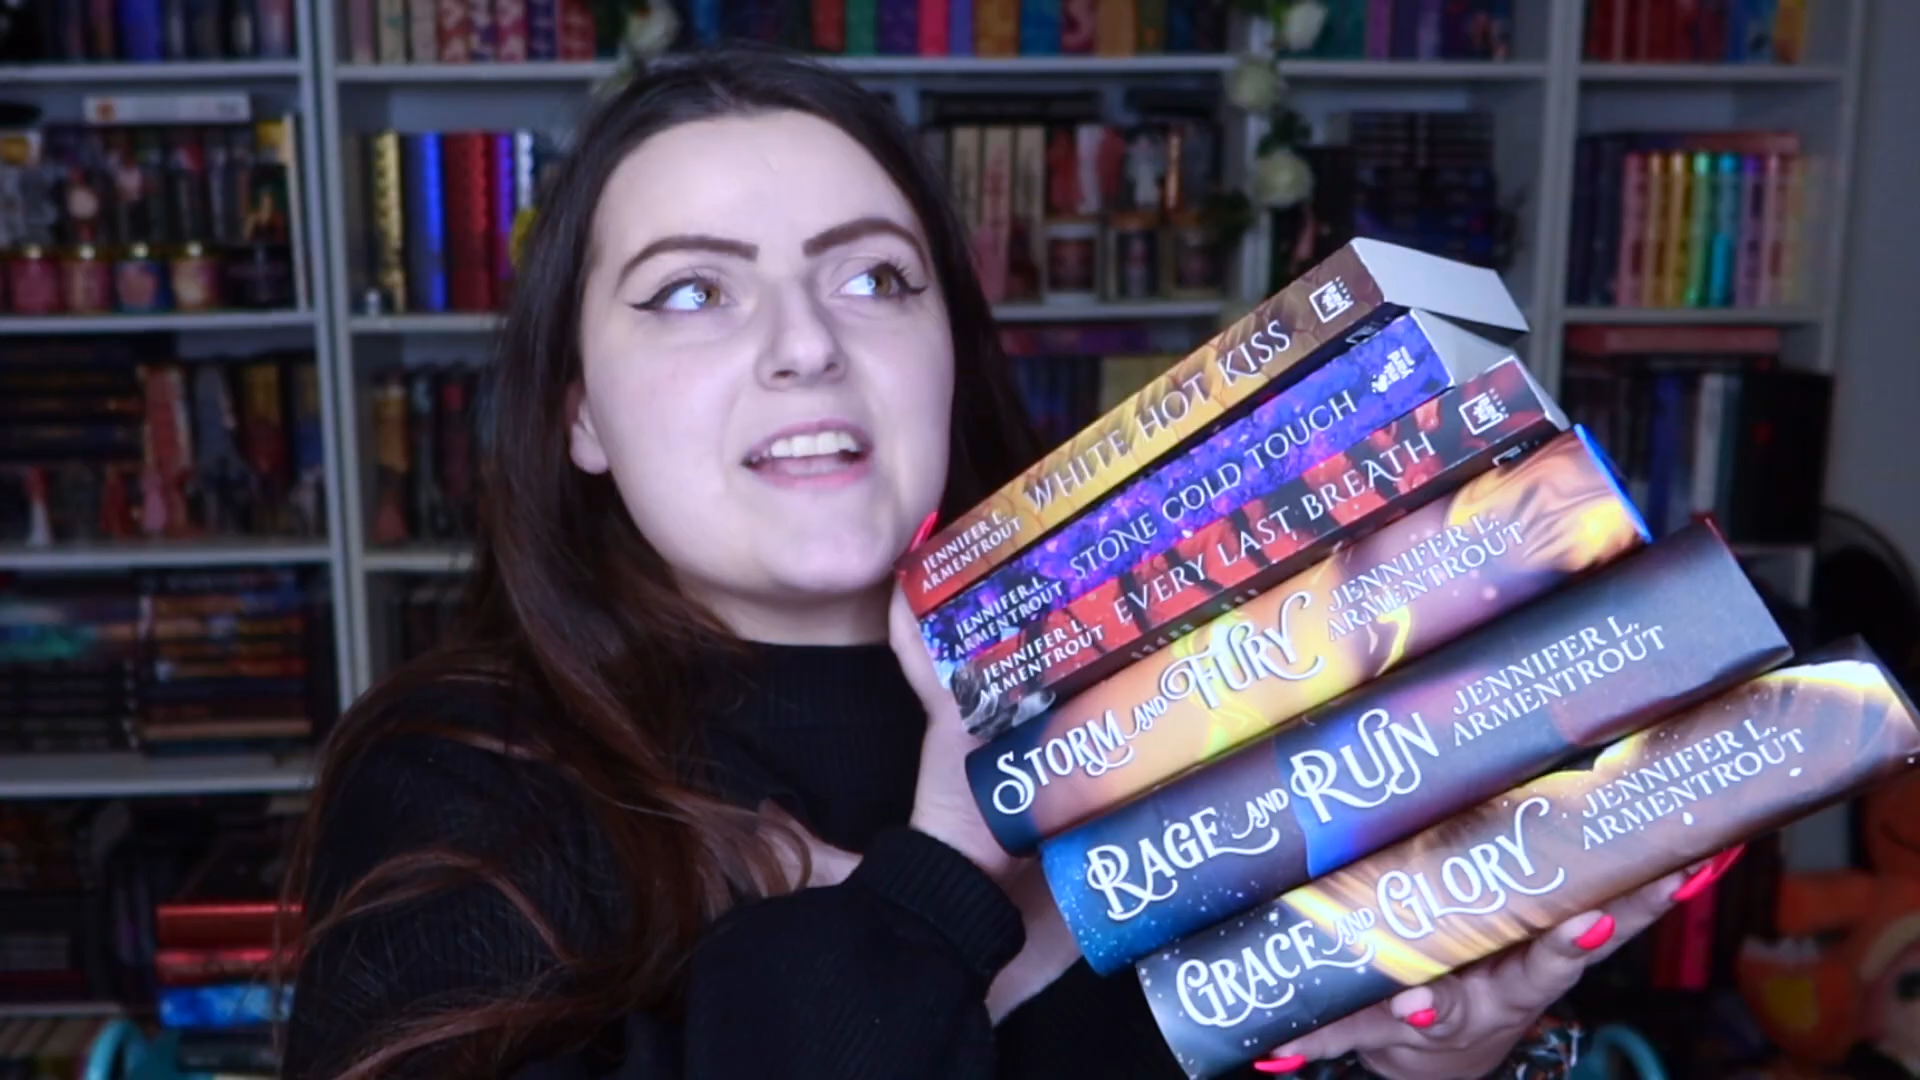 JENNIFER L.
ARMENTROUT
WHITE HOT KISS
JENNIFER L.
ARMENTROUT
STONE COLD TOUCH
JENNIFER L.
ARMENTROUT
EVERY LAST BREATH
STORM AND FURY
JENNIFER L.
ARMENTROUT
RAGE AND RUIN
JENNIFER L.
ARMENTROUT
GRACE AND GLORY
JENNIFER L.
ARMENTROUT